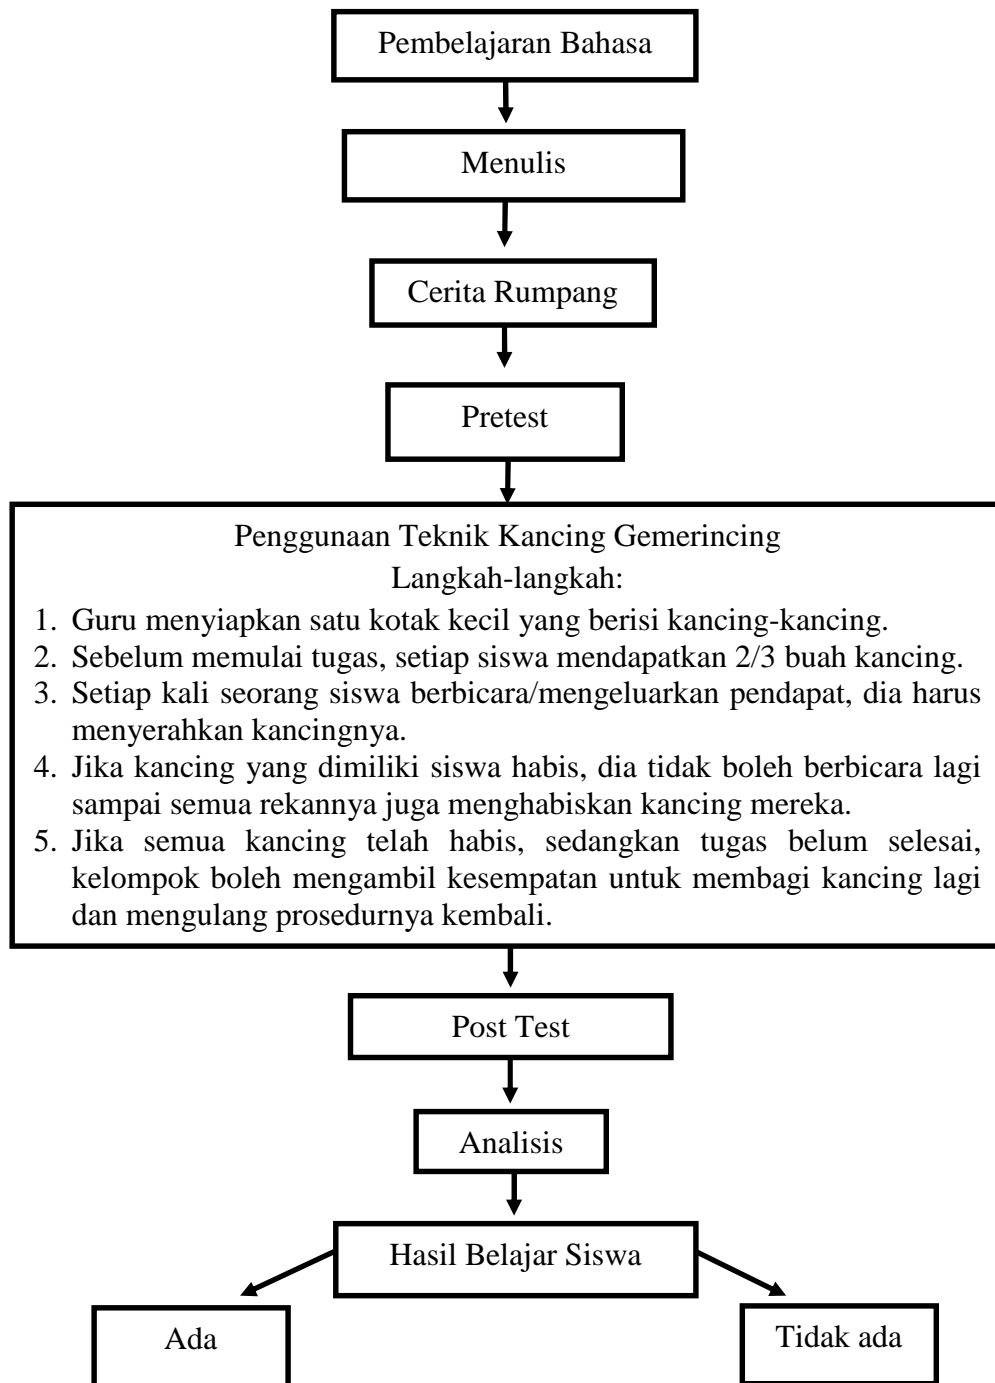 Pembelajaran Bahasa
Menulis
Cerita Rumpang
Pretest
Penggunaan Teknik Kancing Gemerincing
Langkah-langkah:
1. Guru menyiapkan satu kotak kecil yang berisi kancing-kancing.
2. Sebelum memulai tugas, setiap siswa mendapatkan 2/3 buah kancing.
3. Setiap kali seorang siswa berbicara/mengeluarkan pendapat, dia harus
menyerahkan kancingnya.
4. Jika kancing yang dimiliki siswa habis, dia tidak boleh berbicara lagi
sampai semua rekannya juga menghabiskan kancing mereka.
5. Jika semua kancing telah habis, sedangkan tugas belum selesai,
kelompok boleh mengambil kesempatan untuk membagi kancing lagi
dan mengulang prosedurnya kembali.
Post Test
Analisis
Hasil Belajar Siswa
Ada
Tidak ada